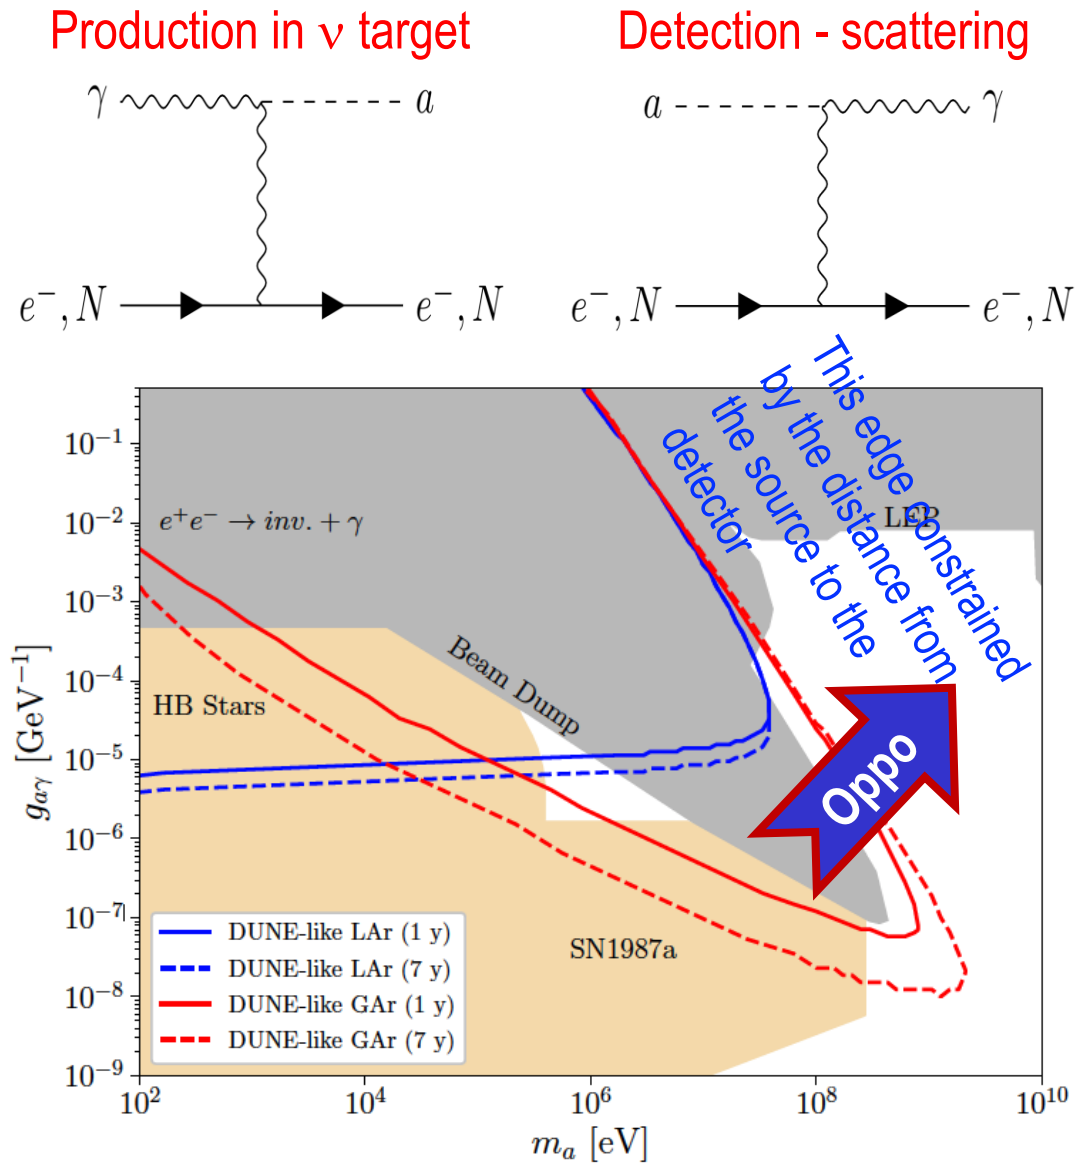 Production in ν target
Detection - scattering
γ
a
e⁻, N
e⁻, N
a
γ
e⁻, N
e⁻, N
This edge constrained
by the distance from
the source to the
detector
LEP
e⁺e⁻ → inv. + γ
Beam Dump
HB Stars
Oppo
SN1987a
DUNE-like LAr (1 y)
DUNE-like LAr (7 y)
DUNE-like GAr (1 y)
DUNE-like GAr (7 y)
g_{aγ} [GeV⁻¹]
10⁻¹
10⁻²
10⁻³
10⁻⁴
10⁻⁵
10⁻⁶
10⁻⁷
10⁻⁸
10⁻⁹
10²
10⁴
10⁶
10⁸
10¹⁰
m_a [eV]